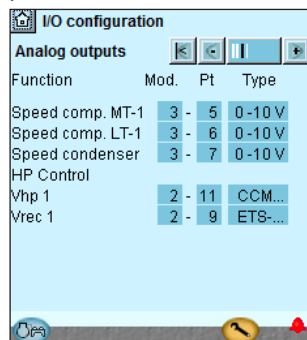 I/O configuration
Analog outputs
Function Mod. Pt Type
Speed comp. MT-1 3 - 5 0 -10 V
Speed comp. LT-1 3 - 6 0 -10 V
Speed condenser 3 - 7 0 -10 V
HP Control
Vhp 1 2 - 11 CCM...
Vrec 1 2 - 9 ETS-...